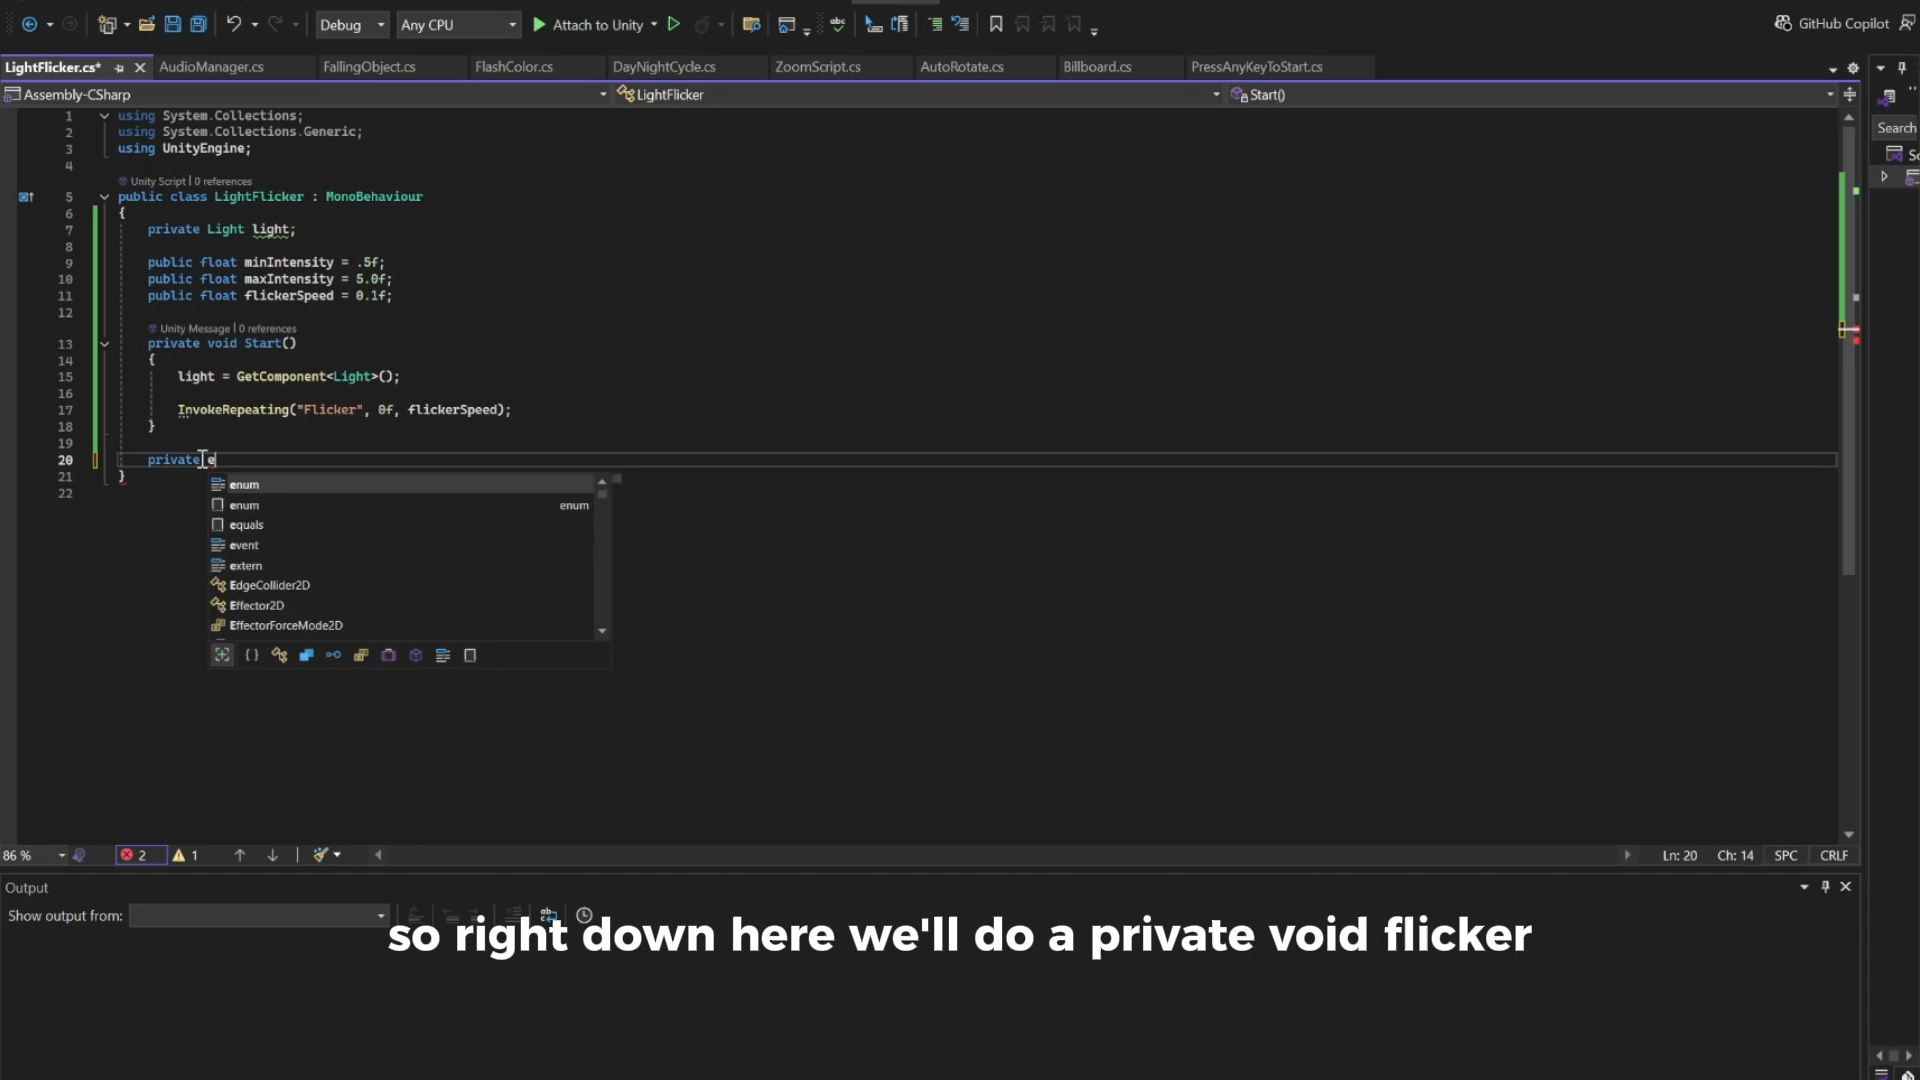 Debug Any CPU Attach to Unity abc GitHub Copilot
LightFlicker.cs* AudioManager.cs FallingObject.cs FlashColor.cs DayNightCycle.cs ZoomScript.cs AutoRotate.cs Billboard.cs PressAnyKeyToStart.cs
Assembly-CSharp LightFlicker Start()
Search
1 using System.Collections;
2 using System.Collections.Generic;
3 using UnityEngine;
4
Unity Script | 0 references
5 public class LightFlicker : MonoBehaviour
6 {
7 private Light light;
8
9 public float minIntensity = .5f;
10 public float maxIntensity = 5.0f;
11 public float flickerSpeed = 0.1f;
12
Unity Message | 0 references
13 private void Start()
14 {
15 light = GetComponent<Light>();
16
17 InvokeRepeating("Flicker", 0f, flickerSpeed);
18 }
19
20 private e
21 }
22
enum
enum enum
equals
event
extern
EdgeCollider2D
Effector2D
EffectorForceMode2D
86 % 2 1 Ln: 20 Ch: 14 SPC CRLF
Output
Show output from:
so right down here we'll do a private void flicker